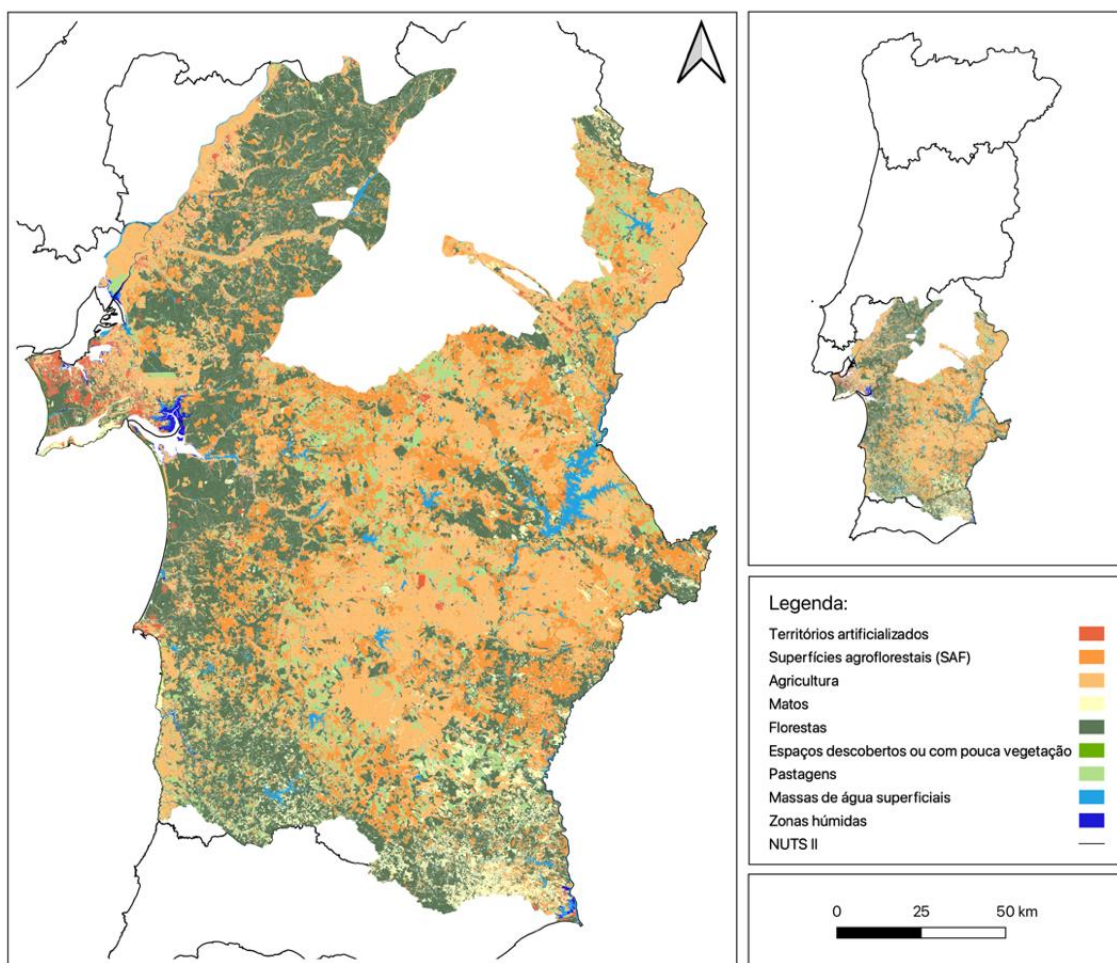 Legenda:
Territórios artificializados
Superfícies agroflorestais (SAF)
Agricultura
Matos
Florestas
Espaços descobertos ou com pouca vegetação
Pastagens
Massas de água superficiais
Zonas húmidas
NUTS II
0 25 50 km